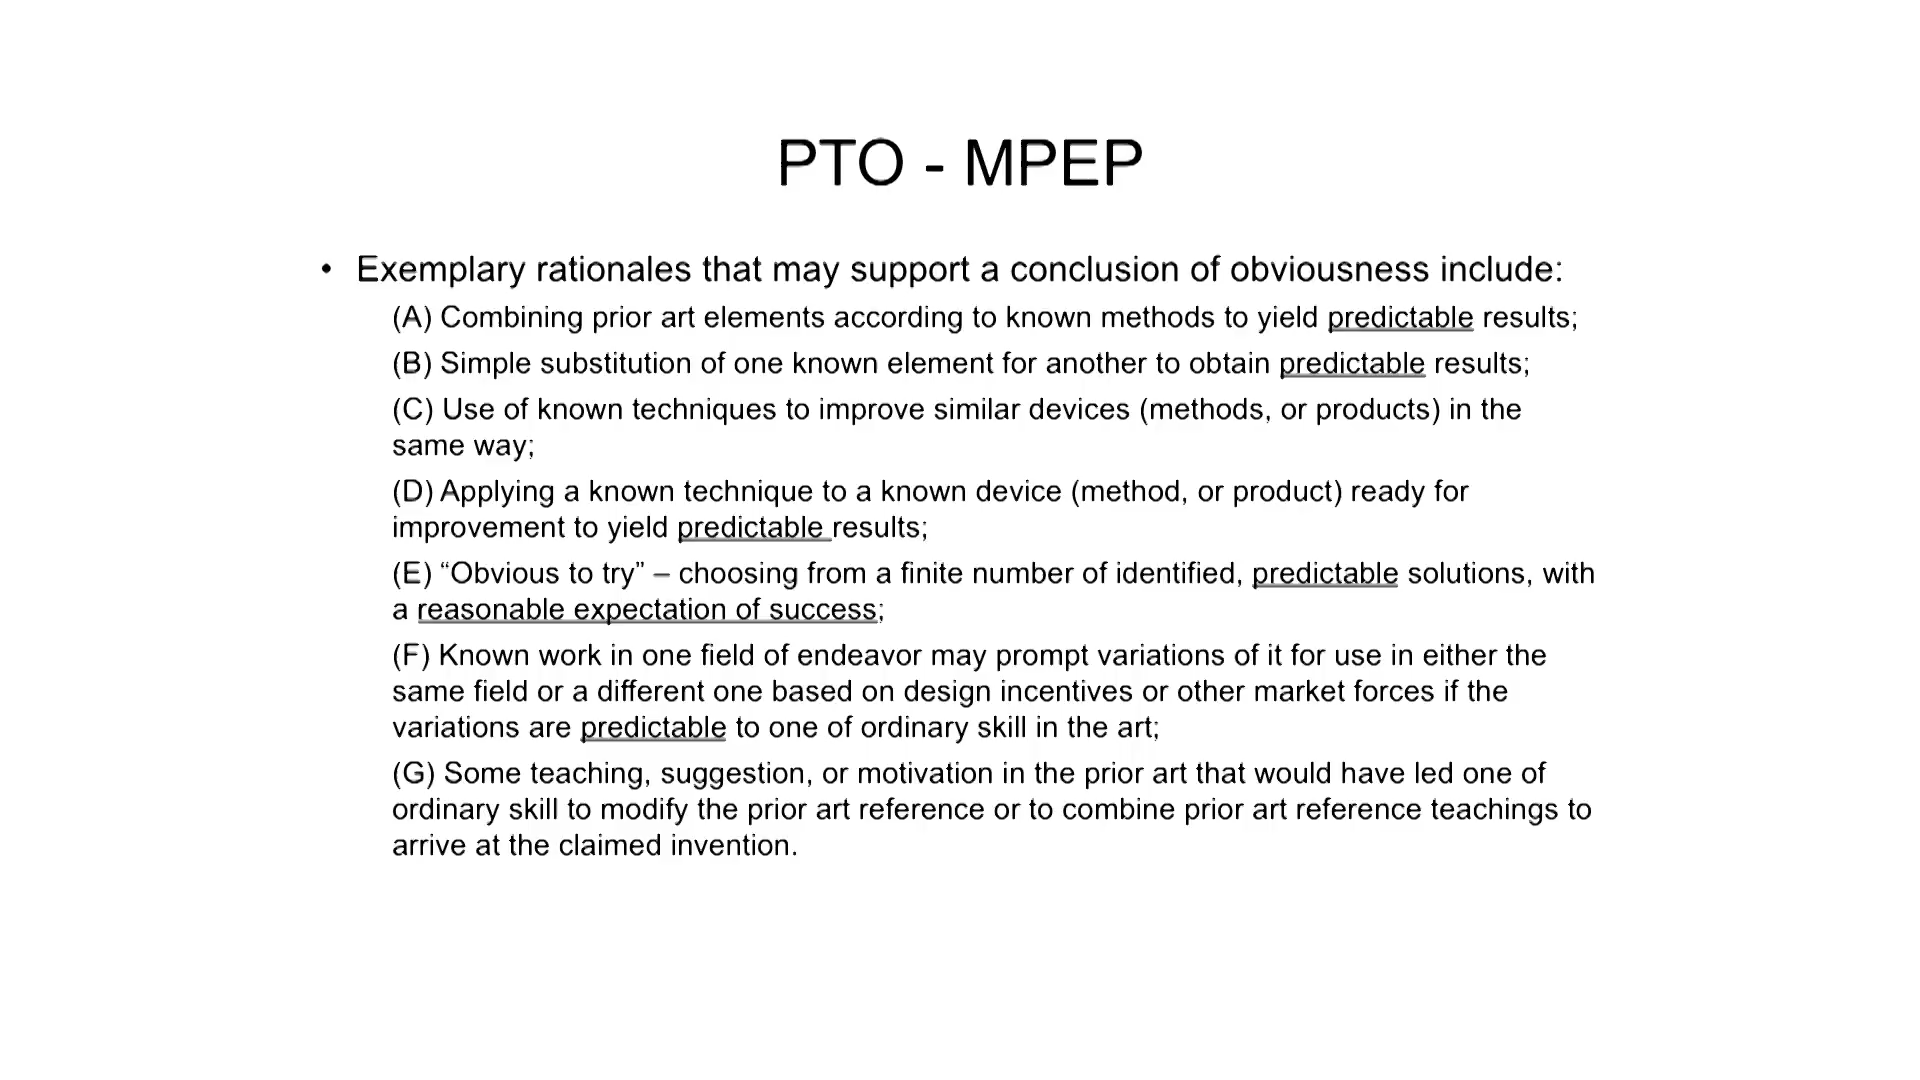 PTO - MPEP
• Exemplary rationales that may support a conclusion of obviousness include:
(A) Combining prior art elements according to known methods to yield predictable results;
(B) Simple substitution of one known element for another to obtain predictable results;
(C) Use of known techniques to improve similar devices (methods, or products) in the
same way;
(D) Applying a known technique to a known device (method, or product) ready for
improvement to yield predictable results;
(E) “Obvious to try” – choosing from a finite number of identified, predictable solutions, with
a reasonable expectation of success;
(F) Known work in one field of endeavor may prompt variations of it for use in either the
same field or a different one based on design incentives or other market forces if the
variations are predictable to one of ordinary skill in the art;
(G) Some teaching, suggestion, or motivation in the prior art that would have led one of
ordinary skill to modify the prior art reference or to combine prior art reference teachings to
arrive at the claimed invention.